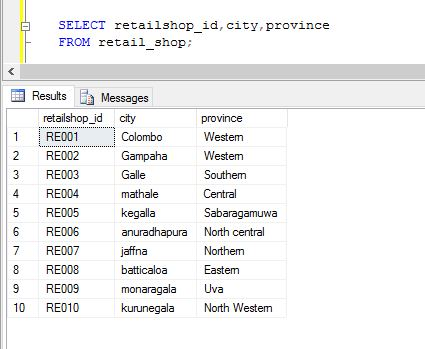 SELECT retailshop_id,city,province
FROM retail_shop;
Results Messages
retailshop_id city province
1 RE001 Colombo Western
2 RE002 Gampaha Western
3 RE003 Galle Southern
4 RE004 mathale Central
5 RE005 kegalla Sabaragamuwa
6 RE006 anuradhapura North central
7 RE007 jaffna Northern
8 RE008 batticaloa Eastern
9 RE009 monaragala Uva
10 RE010 kurunegala North Western